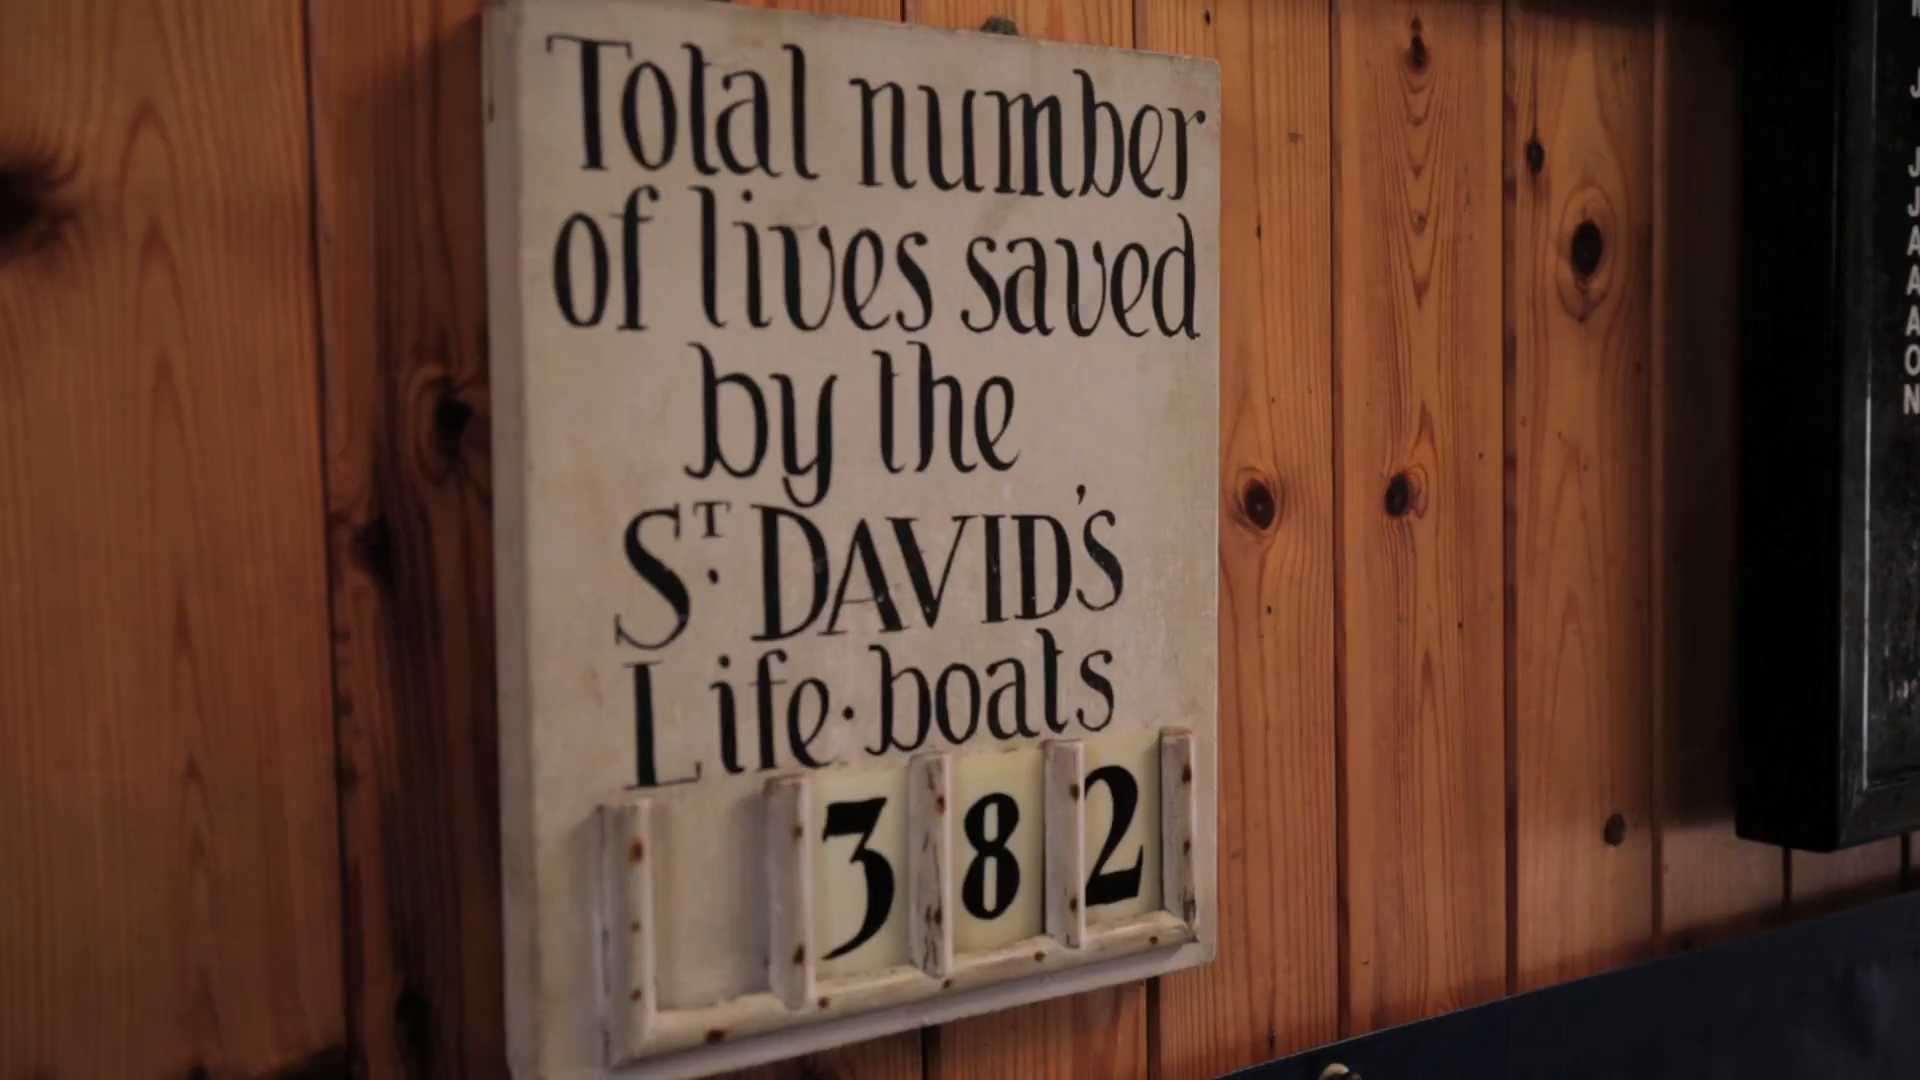 Total number
of lives saved
by the
ST. DAVID'S
Life·boats
382
J
J
J
A
A
A
O
N